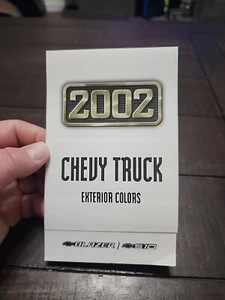 2002
CHEVY TRUCK
EXTERIOR COLORS
BLAZER | S10